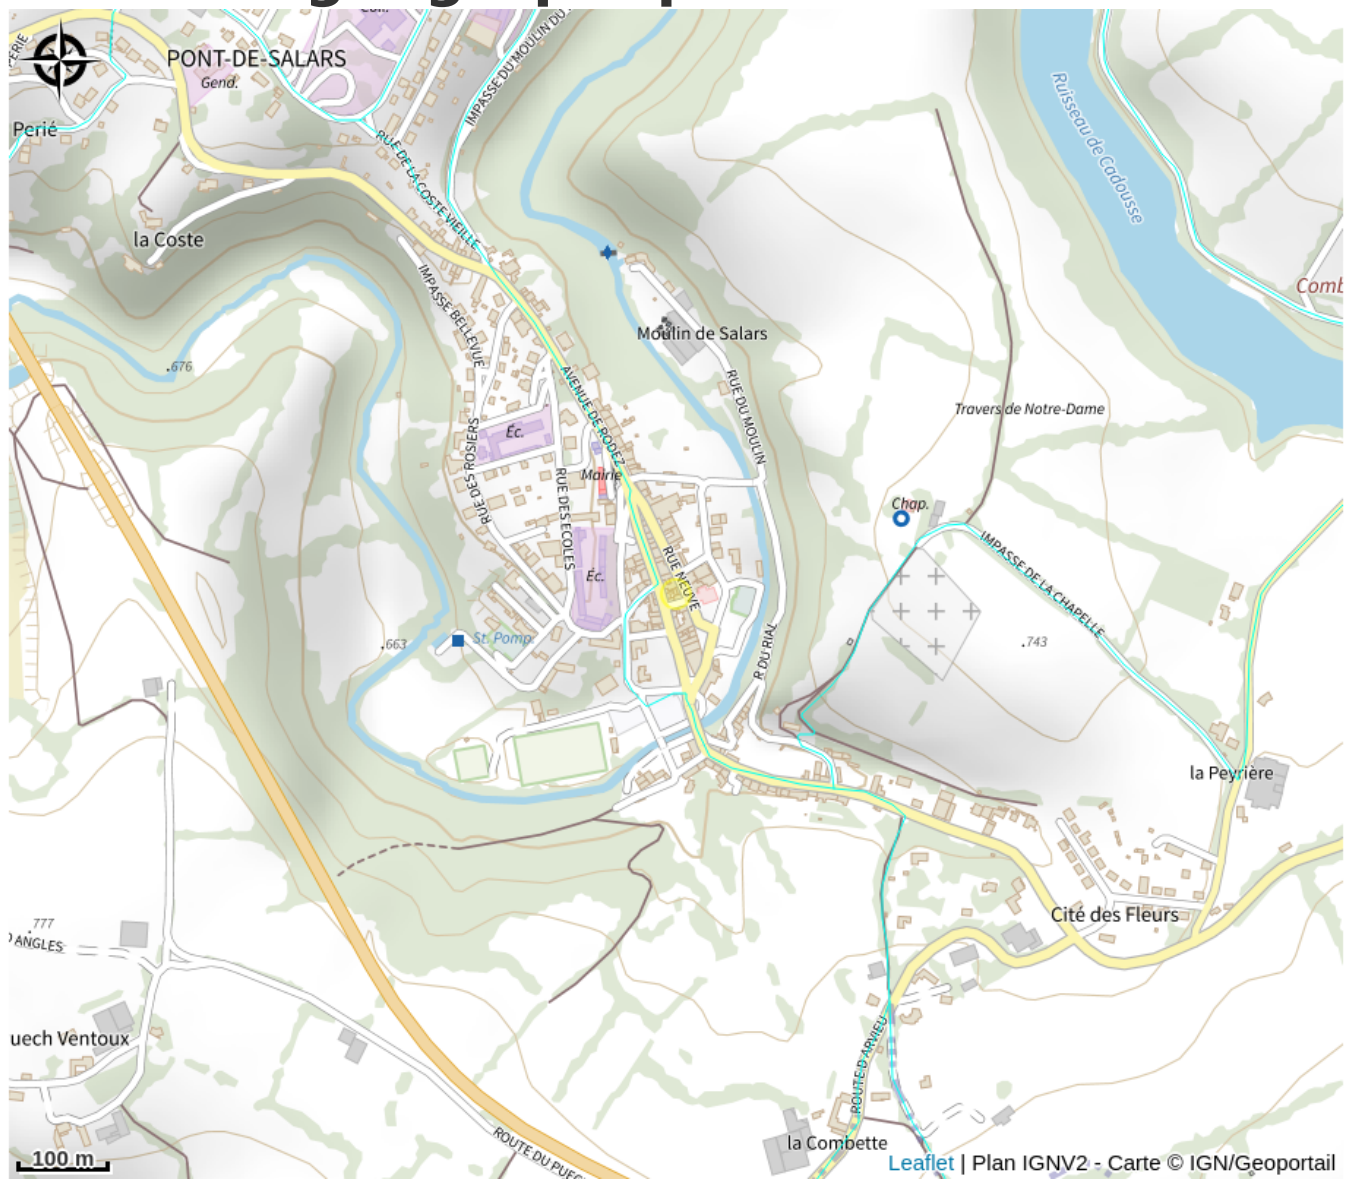 PONT-DE-SALARS
Gend.
Perié
IMPASSE DU MOULIN DU
RUE DE LA COSTE VIEILLE
Ruisseau de Cadousse
la Coste
IMPASSE BELLEVUE
Comb
Moulin de Salars
.676
AVENUE DE RODEZ
RUE DU MOULIN
Travers de Notre-Dame
Éc.
RUE DES ROSIERS
Mairie
RUE DES ECOLES
Chap.
IMPASSE DE LA CHAPELLE
RUE NEUVE
Éc.
St. Pomp.
.663
R DU RIAL
.743
la Peyrière
Cité des Fleurs
.777
D ANGLES
uech Ventoux
ROUTE D'ARVIEU
ROUTE DU PUEC
la Combette
100 m
Leaflet | Plan IGNV2 - Carte © IGN/Geoportail